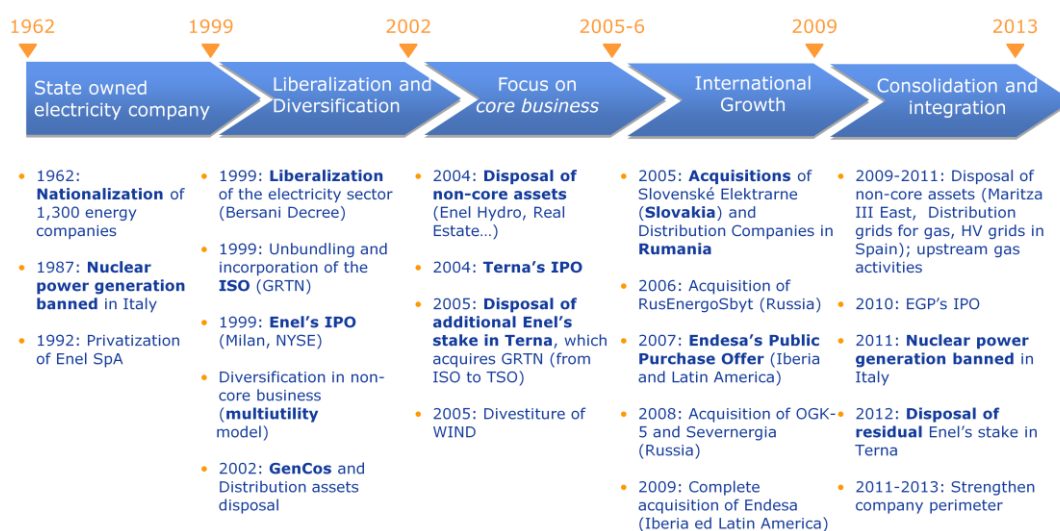 1962
1999
2002
2005-6
2009
2013
State owned
electricity company
Liberalization and
Diversification
Focus on
core business
International
Growth
Consolidation and
integration
• 1962:
Nationalization of
1,300 energy
companies
• 1987: Nuclear
power generation
banned in Italy
• 1992: Privatization
of Enel SpA
• 1999: Liberalization
of the electricity sector
(Bersani Decree)
• 1999: Unbundling and
incorporation of the
ISO (GRTN)
• 1999: Enel's IPO
(Milan, NYSE)
• Diversification in non-
core business
(multiutility
model)
• 2002: GenCos and
Distribution assets
disposal
• 2004: Disposal of
non-core assets
(Enel Hydro, Real
Estate…)
• 2004: Terna's IPO
• 2005: Disposal of
additional Enel's
stake in Terna, which
acquires GRTN (from
ISO to TSO)
• 2005: Divestiture of
WIND
• 2005: Acquisitions of
Slovenské Elektrarne
(Slovakia) and
Distribution Companies in
Rumania
• 2006: Acquisition of
RusEnergoSbyt (Russia)
• 2007: Endesa's Public
Purchase Offer (Iberia
and Latin America)
• 2008: Acquisition of OGK-
5 and Severnergia
(Russia)
• 2009: Complete
acquisition of Endesa
(Iberia ed Latin America)
• 2009-2011: Disposal of
non-core assets (Maritza
III East, Distribution
grids for gas, HV grids in
Spain); upstream gas
activities
• 2010: EGP's IPO
• 2011: Nuclear power
generation banned in
Italy
• 2012: Disposal of
residual Enel's stake in
Terna
• 2011-2013: Strengthen
company perimeter